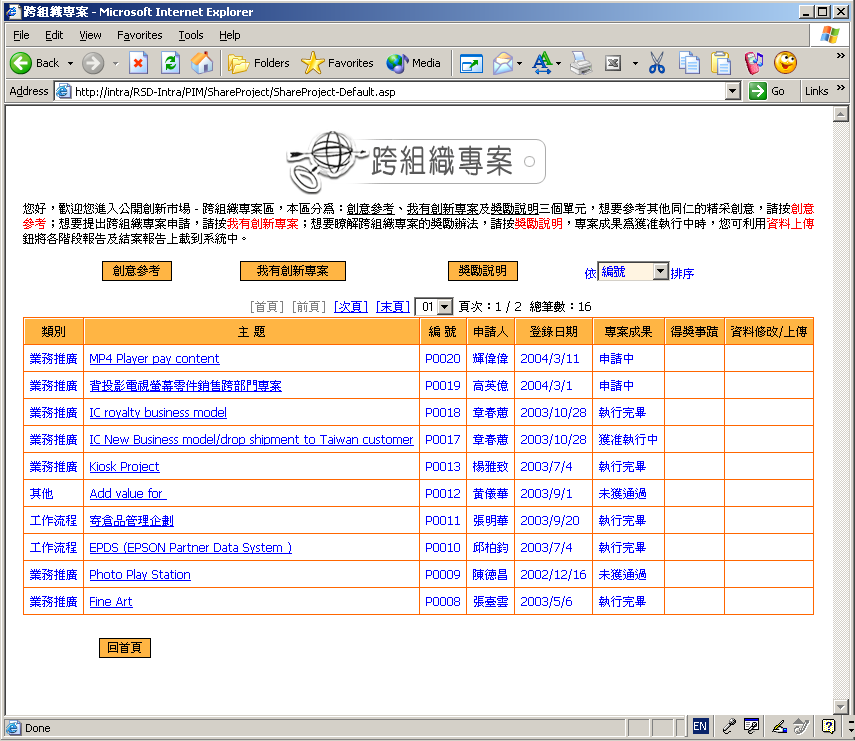 跨組織專案 - Microsoft Internet Explorer
File Edit View Favorites Tools Help
Back Folders Favorites Media
Address http://intra/RSD-Intra/PIM/ShareProject/ShareProject-Default.asp Go Links
跨組織專案
您好，歡迎您進入公開創新市場 - 跨組織專案區，本區分為：創意參考、我有創新專案及獎勵說明三個單元，想要參考其他同仁的精采創意，請按創意
參考；想要提出跨組織專案申請，請按我有創新專案；想要瞭解跨組織專案的獎勵辦法，請按獎勵說明，專案成果為獲准執行中時，您可利用資料上傳
鈕將各階段報告及結案報告上載到系統中。
創意參考 我有創新專案 獎勵說明 依 編號 排序
[首頁] [前頁] [次頁] [末頁] 01 頁次：1 / 2 總筆數：16
類別 主 題 編 號 申請人 登錄日期 專案成果 得獎事蹟 資料修改/上傳
業務推廣 MP4 Player pay content P0020 輝偉偉 2004/3/11 申請中
業務推廣 背投影電視螢幕零件銷售跨部門專案 P0019 高英億 2004/3/1 申請中
業務推廣 IC royalty business model P0018 章春蕙 2003/10/28 執行完畢
業務推廣 IC New Business model/drop shipment to Taiwan customer P0017 章春蕙 2003/10/28 獲准執行中
業務推廣 Kiosk Project P0013 楊雅致 2003/7/4 執行完畢
其他 Add value for P0012 黃儀華 2003/9/1 未獲通過
工作流程 寄倉品管理企劃 P0011 張明華 2003/9/20 執行完畢
工作流程 EPDS (EPSON Partner Data System ) P0010 邱柏鈞 2003/7/4 執行完畢
業務推廣 Photo Play Station P0009 陳德昌 2002/12/16 未獲通過
業務推廣 Fine Art P0008 張臺雲 2003/5/6 執行完畢
回首頁
Done EN